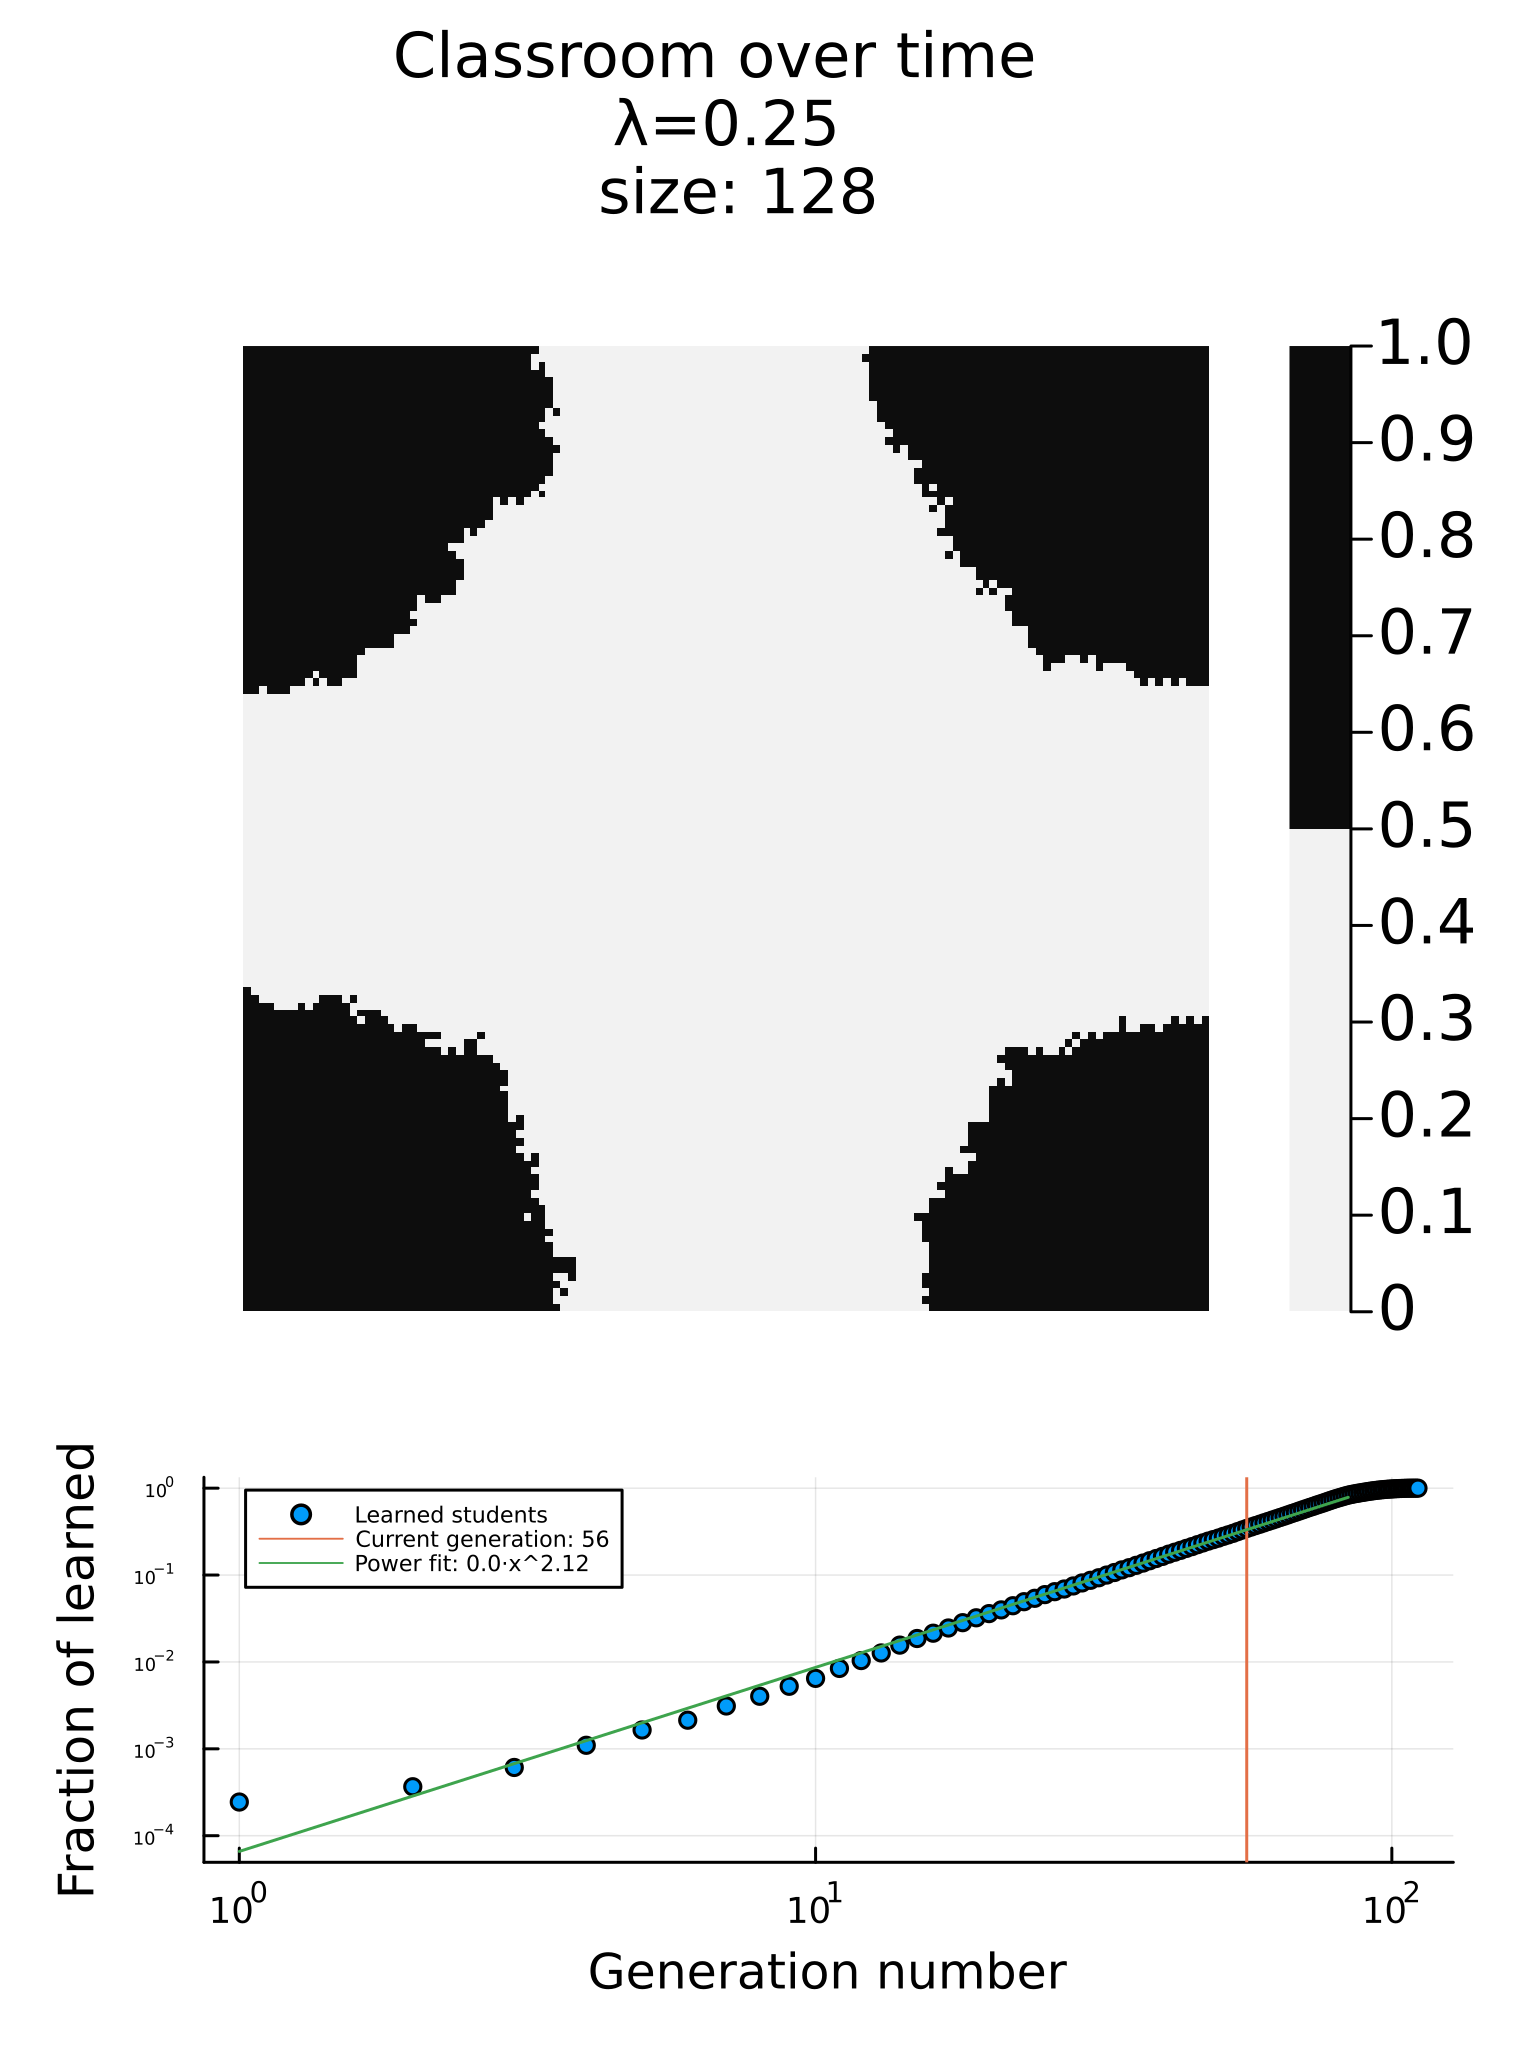 Classroom over time
λ=0.25
size: 128
1.0
0.9
0.8
0.7
0.6
0.5
0.4
0.3
0.2
0.1
0
Fraction of learned
10^0
10^-1
10^-2
10^-3
10^-4
Learned students
Current generation: 56
Power fit: 0.0·x^2.12
10^0 10^1 10^2
Generation number